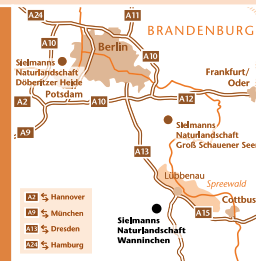 A24
A11
BRANDENBURG
A10
Berlin
A10
Sielmanns
Naturlandschaft
Döberitzer Heide
Frankfurt/
Oder
Potsdam
A2
A10
A12
A9
Sielmanns
Naturlandschaft
Groß Schauener Seen
A13
Lübbenau
Spreewald
A2 Hannover
A9 München
A13 Dresden
A24 Hamburg
Cottbus
A15
Sielmanns
Naturlandschaft
Wanninchen